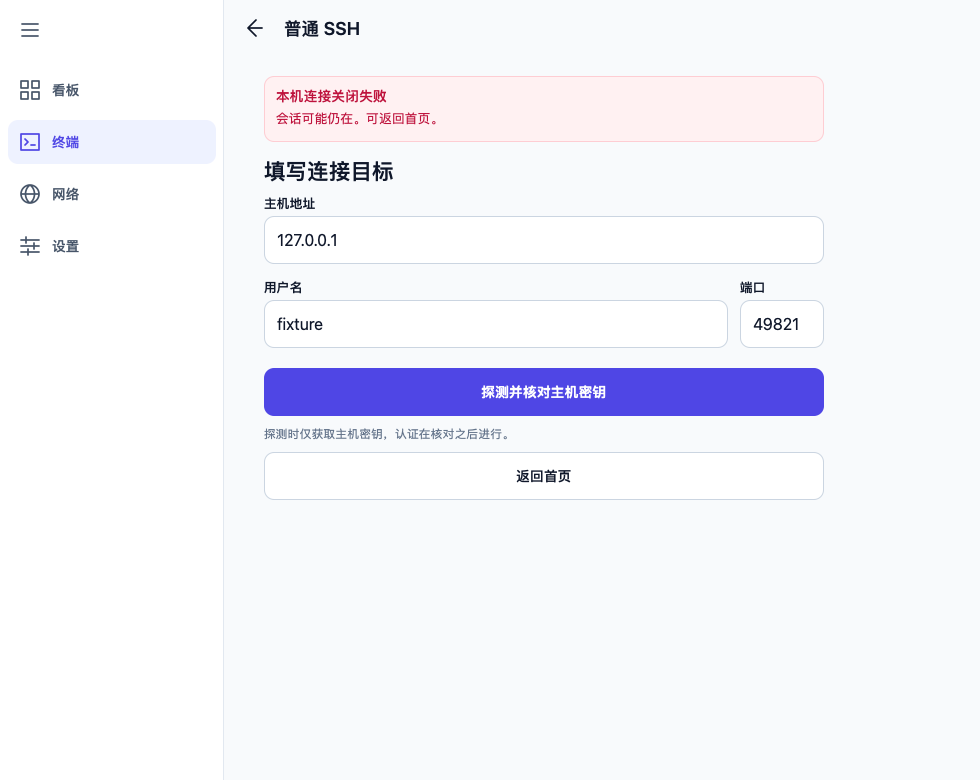 普通 SSH
看板
终端
网络
设置
本机连接关闭失败
会话可能仍在。可返回首页。
填写连接目标
主机地址
127.0.0.1
用户名
端口
fixture
49821
探测并核对主机密钥
探测时仅获取主机密钥，认证在核对之后进行。
返回首页